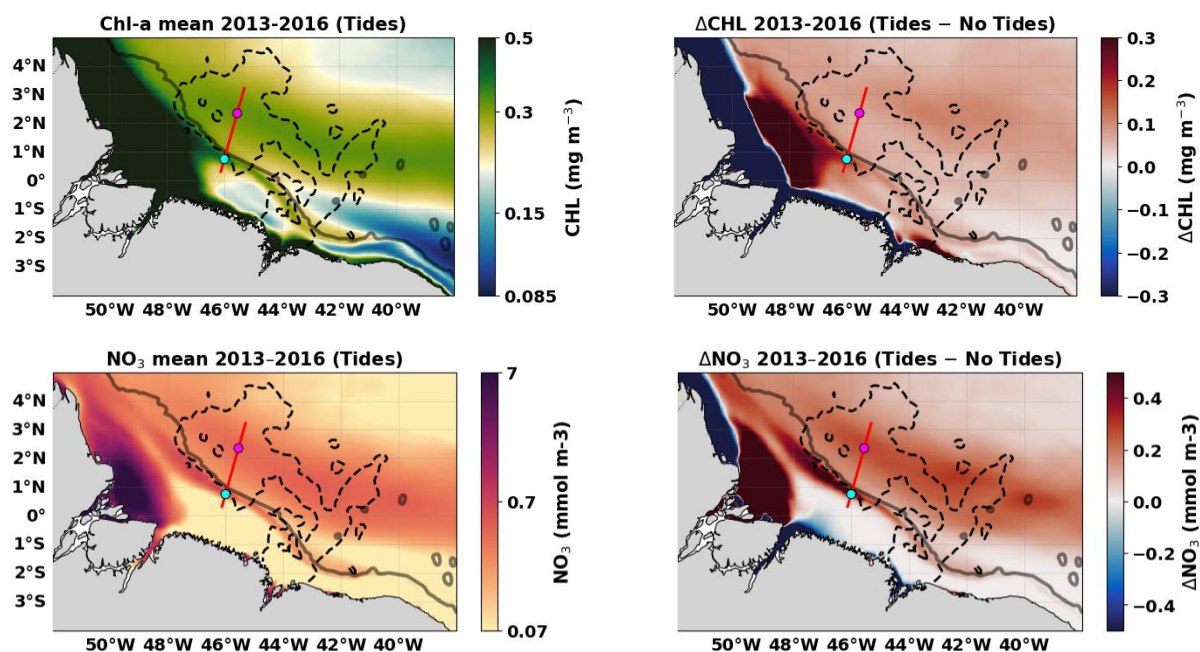 Chl-a mean 2013-2016 (Tides)
ΔCHL 2013-2016 (Tides − No Tides)
4°N
3°N
2°N
1°N
0°
1°S
2°S
3°S
50°W 48°W 46°W 44°W 42°W 40°W
0.5
0.3
0.15
0.085
CHL (mg m⁻³)
50°W 48°W 46°W 44°W 42°W 40°W
0.3
0.2
0.1
0.0
−0.1
−0.2
−0.3
ΔCHL (mg m⁻³)
NO₃ mean 2013–2016 (Tides)
ΔNO₃ 2013–2016 (Tides − No Tides)
4°N
3°N
2°N
1°N
0°
1°S
2°S
3°S
50°W 48°W 46°W 44°W 42°W 40°W
7
0.7
0.07
NO₃ (mmol m-3)
50°W 48°W 46°W 44°W 42°W 40°W
0.4
0.2
0.0
−0.2
−0.4
ΔNO₃ (mmol m-3)